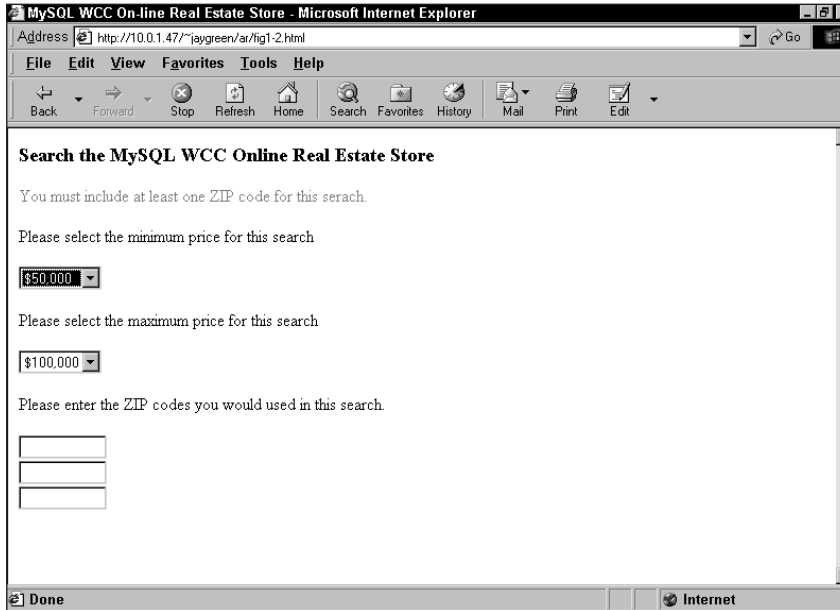 MySQL WCC On-line Real Estate Store - Microsoft Internet Explorer
Address http://10.0.1.47/~jaygreen/ar/fig1-2.html Go
File Edit View Favorites Tools Help
Back Forward Stop Refresh Home Search Favorites History Mail Print Edit
Search the MySQL WCC Online Real Estate Store
You must include at least one ZIP code for this serach.
Please select the minimum price for this search
$50,000
Please select the maximum price for this search
$100,000
Please enter the ZIP codes you would used in this search.
Done Internet